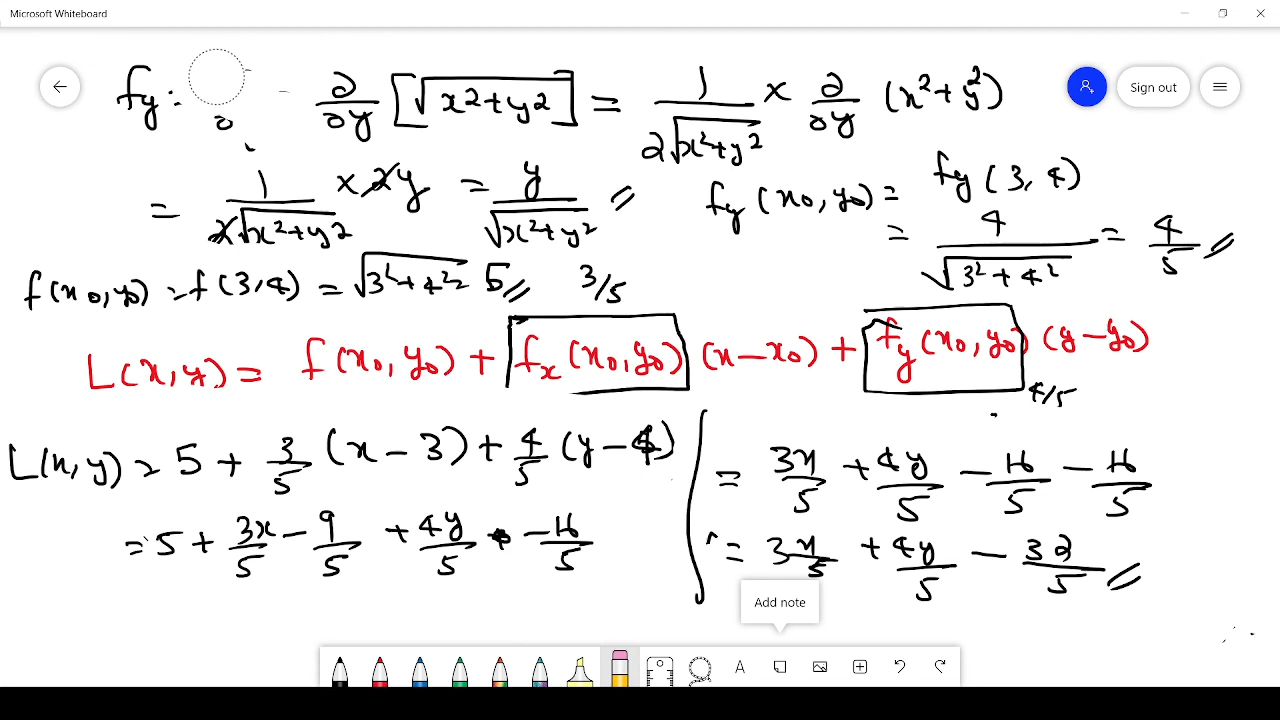 Microsoft Whiteboard
Sign out
fy: ∂/∂y [√x²+y²] = 1/2√x²+y² × ∂/∂y (x²+y²)
= 1/2√x²+y² × 2y = y/√x²+y²
fy(x0,y0) = fy(3,4)
= 4/√3²+4² = 4/5
f(x0,y0) = f(3,4) = √3²+4² = 5
3/5
L(x,y) = f(x0,y0) + fx(x0,y0) (x-x0) + fy(x0,y0) (y-y0)
4/5
L(x,y) = 5 + 3/5 (x-3) + 4/5 (y-4)
= 5 + 3x/5 - 9/5 + 4y/5 - 16/5
= 3x/5 + 4y/5 - 16/5 - 16/5
= 3x/5 + 4y/5 - 32/5
Add note
A